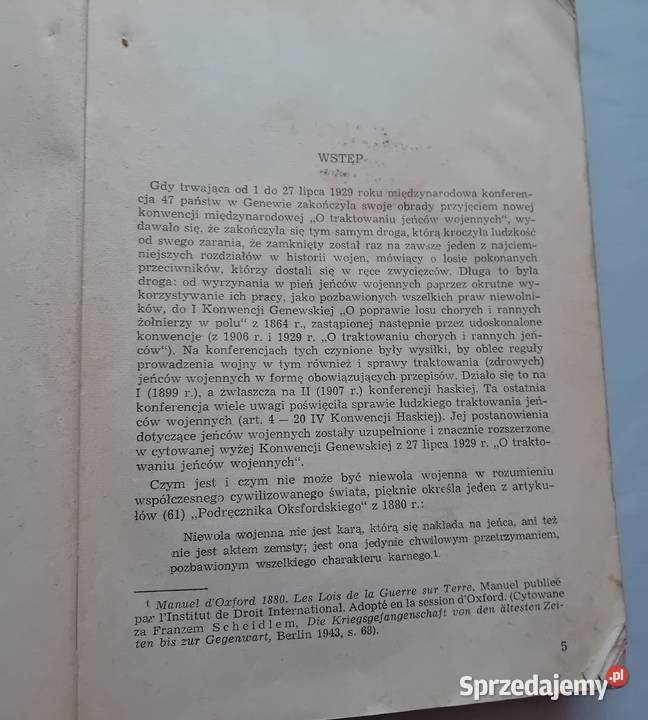 WSTĘP
Gdy trwająca od 1 do 27 lipca 1929 roku międzynarodowa konferen-
cja 47 państw w Genewie zakończyła swoje obrady przyjęciem nowej
konwencji międzynarodowej „O traktowaniu jeńców wojennych", wy-
dawało się, że zakończyła się tym samym droga, którą kroczyła ludzkość
od swego zarania, że zamknięty został raz na zawsze jeden z najciem-
niejszych rozdziałów w historii wojen, mówiący o losie pokonanych
przeciwników, którzy dostali się w ręce zwycięzców. Długa to była
droga: od wyrzynania w pień jeńców wojennych poprzez okrutne wy-
korzystywanie ich pracy, jako pozbawionych wszelkich praw niewolni-
ków, do I Konwencji Genewskiej „O poprawie losu chorych i rannych
żołnierzy w polu" z 1864 r., zastąpionej następnie przez udoskonalone
konwencje (z 1906 r. i 1929 r. „O traktowaniu chorych i rannych jeń-
ców"). Na konferencjach tych czynione były wysiłki, by oblec reguły
prowadzenia wojny w tym również i sprawy traktowania (zdrowych)
jeńców wojennych w formę obowiązujących przepisów. Działo się to na
I (1899 r.), a zwłaszcza na II (1907 r.) konferencji haskiej. Ta ostatnia
konferencja wiele uwagi poświęciła sprawie ludzkiego traktowania jeń-
ców wojennych (art. 4 — 20 IV Konwencji Haskiej). Jej postanowienia
dotyczące jeńców wojennych zostały uzupełnione i znacznie rozszerzone
w cytowanej wyżej Konwencji Genewskiej z 27 lipca 1929 r. „O trakto-
waniu jeńców wojennych".
Czym jest i czym nie może być niewola wojenna w rozumieniu
współczesnego cywilizowanego świata, pięknie określa jeden z artyku-
łów (61) „Podręcznika Oksfordskiego" z 1880 r.:
Niewola wojenna nie jest karą, którą się nakłada na jeńca, ani też
nie jest aktem zemsty; jest ona jedynie chwilowym przetrzymaniem,
pozbawionym wszelkiego charakteru karnego.¹
¹ Manuel d'Oxford 1880. Les Lois de la Guerre sur Terre. Manuel publieé
par l'Institut de Droit International. Adopté en la session d'Oxford. (Cytowane
za Franzem Scheidlem, Die Kriegsgefangenschaft von den ältesten Zei-
ten bis zur Gegenwart, Berlin 1943, s. 68).
5
Sprzedajemy.pl